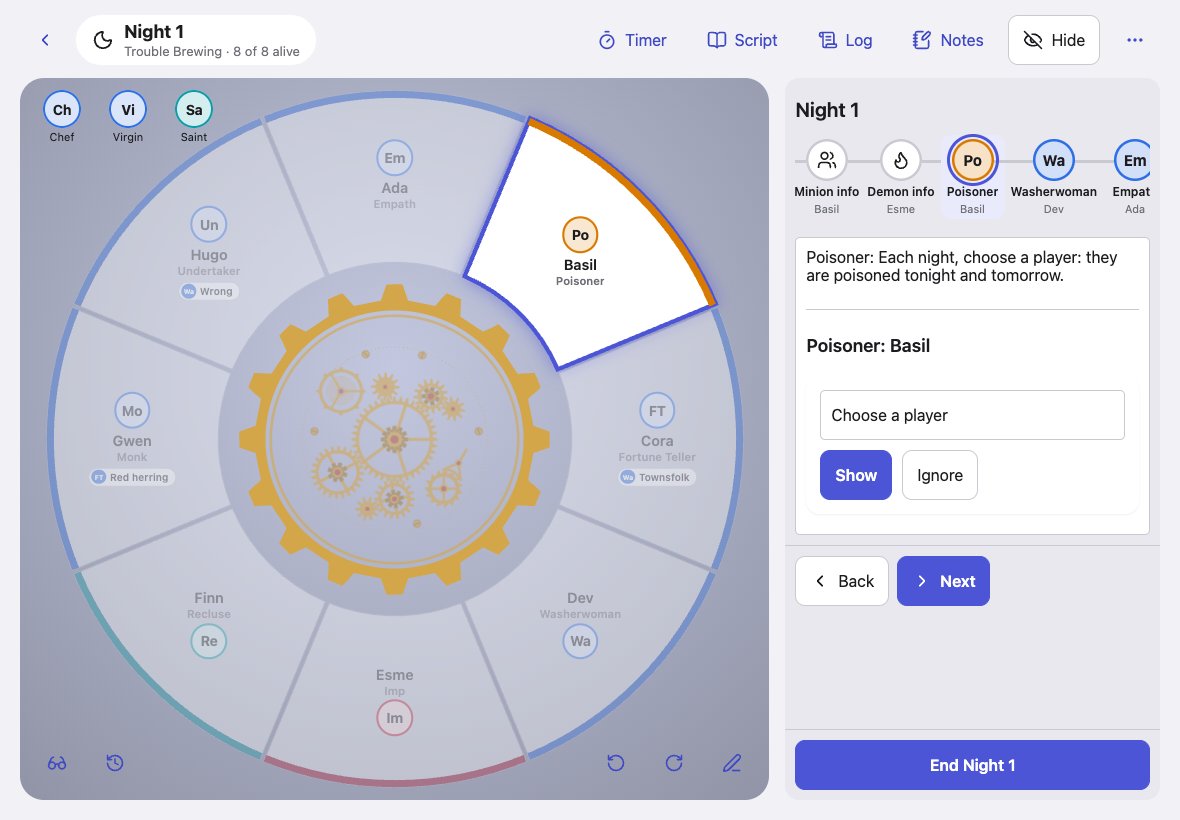 Night 1
Trouble Brewing · 8 of 8 alive
Timer
Script
Log
Notes
Hide
Ch
Chef
Vi
Virgin
Sa
Saint
Em
Ada
Empath
Po
Basil
Poisoner
Un
Hugo
Undertaker
Wa Wrong
Mo
Gwen
Monk
FT Red herring
FT
Cora
Fortune Teller
Wa Townsfolk
Finn
Recluse
Re
Dev
Washerwoman
Wa
Esme
Imp
Im
Night 1
Minion info
Basil
Demon info
Esme
Po
Poisoner
Basil
Wa
Washerwoman
Dev
Em
Empat
Ada
Poisoner: Each night, choose a player: they
are poisoned tonight and tomorrow.
Poisoner: Basil
Choose a player
Show
Ignore
Back
Next
End Night 1